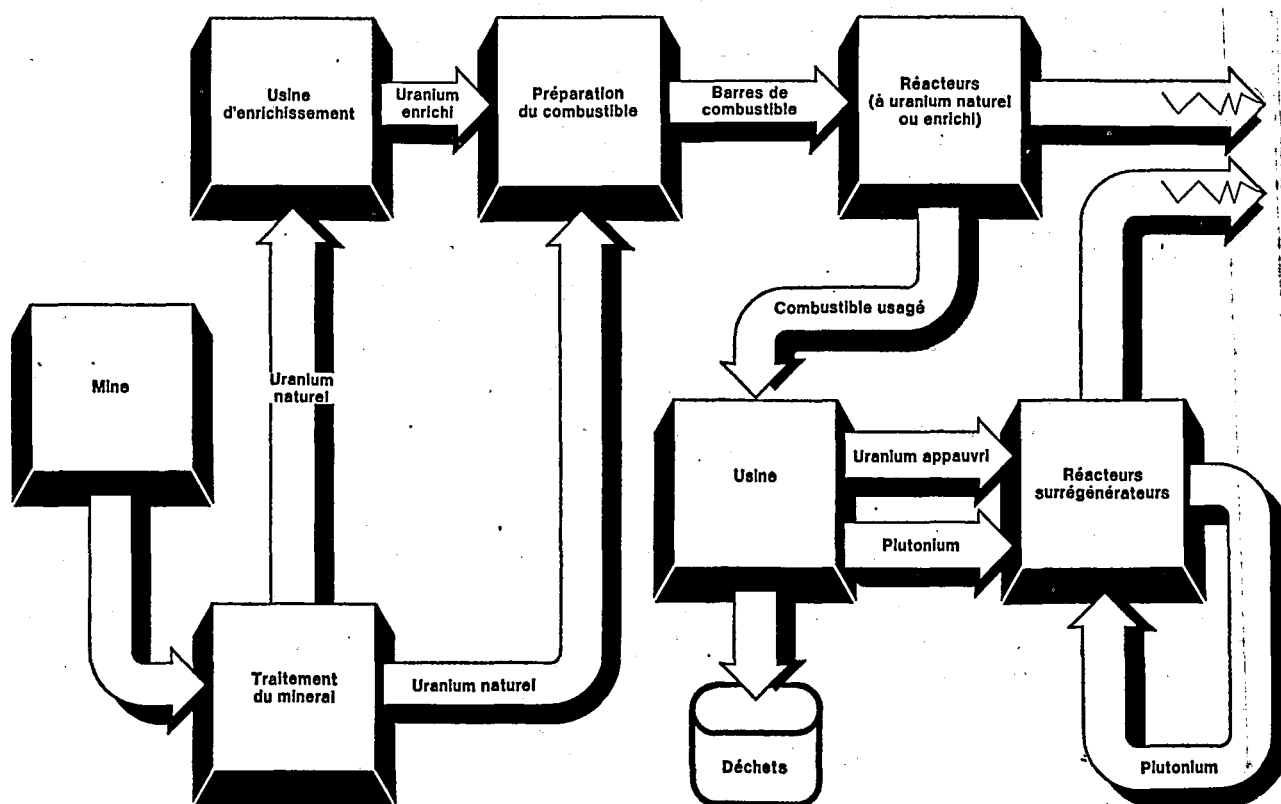 Usine
d'enrichissement
Uranium
enrichi
Préparation
du combustible
Barres de
combustible
Réacteurs
(à uranium naturel
ou enrichi)
Combustible usagé
Mine
Uranium
naturel
Usine
Uranium appauvri
Plutonium
Réacteurs
surrégénérateurs
Traitement
du mineral
Uranium naturel
Déchets
Plutonium